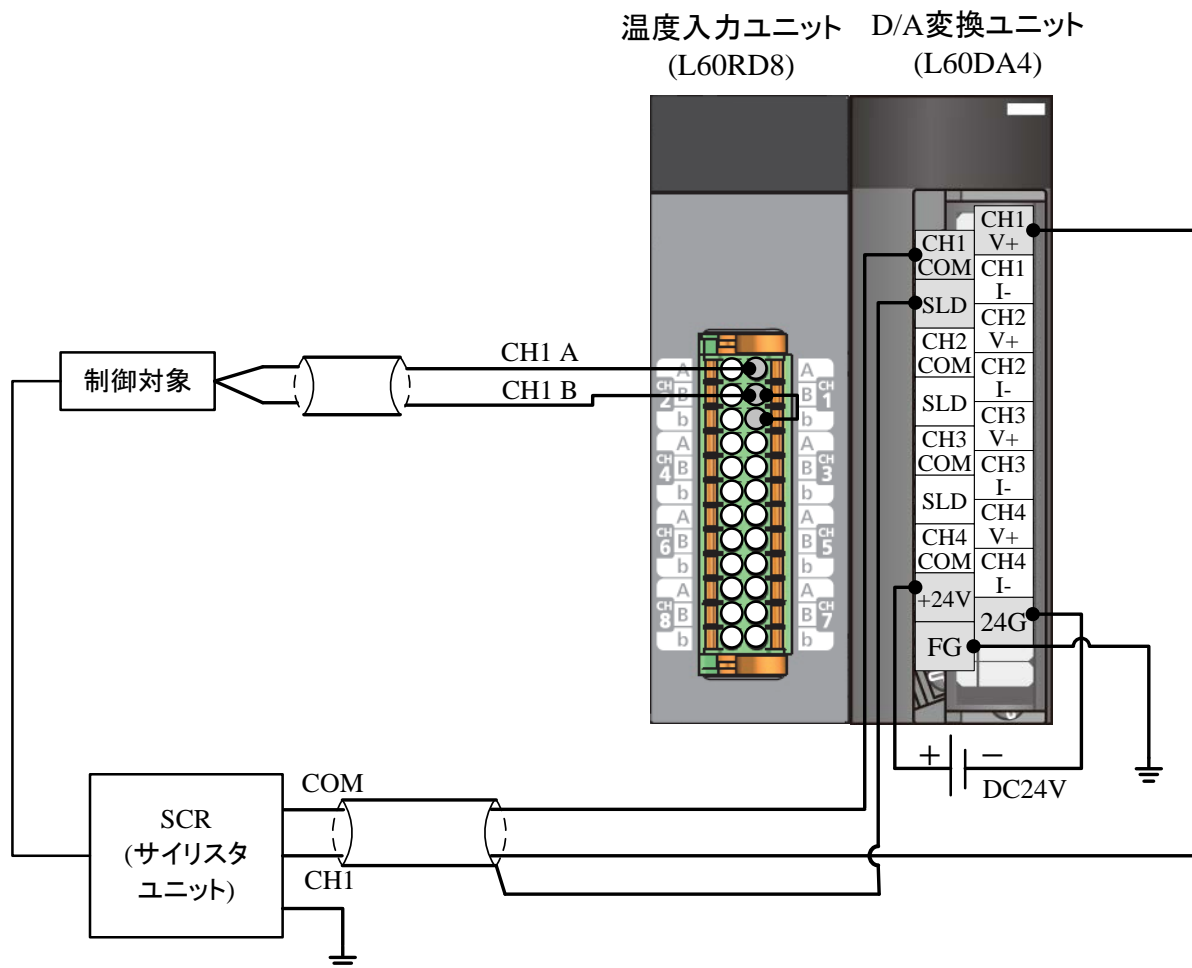 温度入力ユニット
(L60RD8)
D/A変換ユニット
(L60DA4)
CH1
V+
CH1
COM
CH1
I-
SLD
CH2
V+
CH2
COM
CH2
I-
SLD
CH3
V+
CH3
COM
CH3
I-
SLD
CH4
V+
CH4
COM
CH4
I-
+24V
24G
FG
制御対象
CH1 A
CH1 B
A
B
b
CH
2
A
B
b
CH
1
A
B
b
CH
4
A
B
b
CH
3
A
B
b
CH
6
A
B
b
CH
5
A
B
b
CH
8
A
B
b
CH
7
+
−
DC24V
SCR
(サイリスタ
ユニット)
COM
CH1